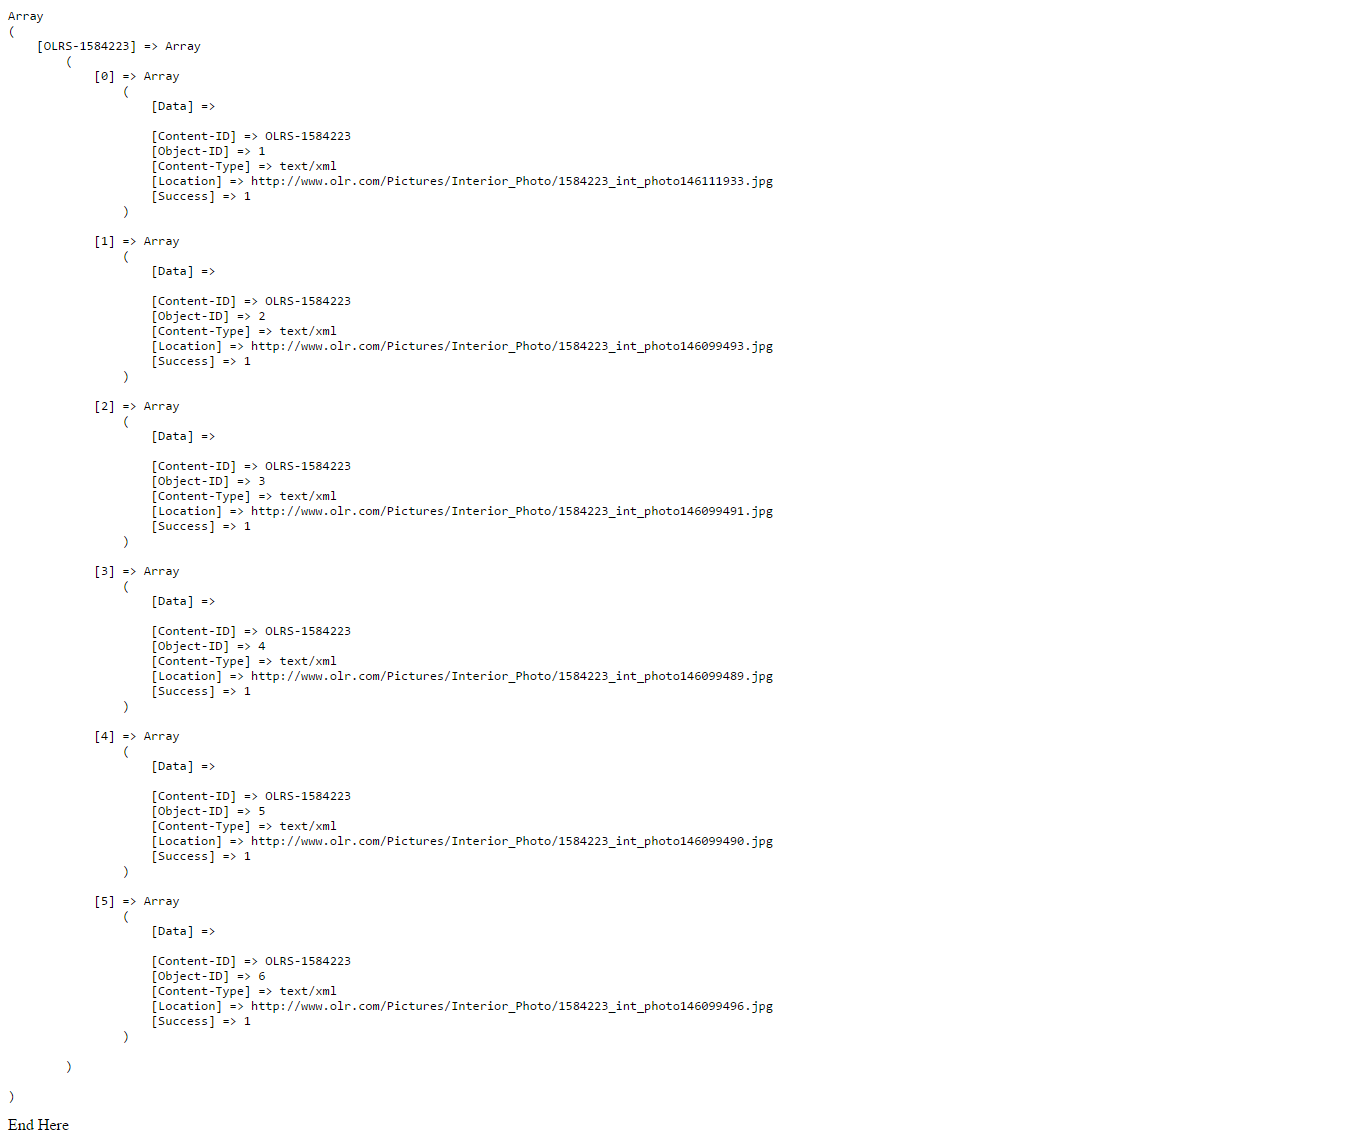 Array
(
    [OLRS-1584223] => Array
        (
            [0] => Array
                (
                    [Data] =>
                    [Content-ID] => OLRS-1584223
                    [Object-ID] => 1
                    [Content-Type] => text/xml
                    [Location] => http://www.olr.com/Pictures/Interior_Photo/1584223_int_photo146111933.jpg
                    [Success] => 1
                )
            [1] => Array
                (
                    [Data] =>
                    [Content-ID] => OLRS-1584223
                    [Object-ID] => 2
                    [Content-Type] => text/xml
                    [Location] => http://www.olr.com/Pictures/Interior_Photo/1584223_int_photo146099493.jpg
                    [Success] => 1
                )
            [2] => Array
                (
                    [Data] =>
                    [Content-ID] => OLRS-1584223
                    [Object-ID] => 3
                    [Content-Type] => text/xml
                    [Location] => http://www.olr.com/Pictures/Interior_Photo/1584223_int_photo146099491.jpg
                    [Success] => 1
                )
            [3] => Array
                (
                    [Data] =>
                    [Content-ID] => OLRS-1584223
                    [Object-ID] => 4
                    [Content-Type] => text/xml
                    [Location] => http://www.olr.com/Pictures/Interior_Photo/1584223_int_photo146099489.jpg
                    [Success] => 1
                )
            [4] => Array
                (
                    [Data] =>
                    [Content-ID] => OLRS-1584223
                    [Object-ID] => 5
                    [Content-Type] => text/xml
                    [Location] => http://www.olr.com/Pictures/Interior_Photo/1584223_int_photo146099490.jpg
                    [Success] => 1
                )
            [5] => Array
                (
                    [Data] =>
                    [Content-ID] => OLRS-1584223
                    [Object-ID] => 6
                    [Content-Type] => text/xml
                    [Location] => http://www.olr.com/Pictures/Interior_Photo/1584223_int_photo146099496.jpg
                    [Success] => 1
                )
        )
)
End Here